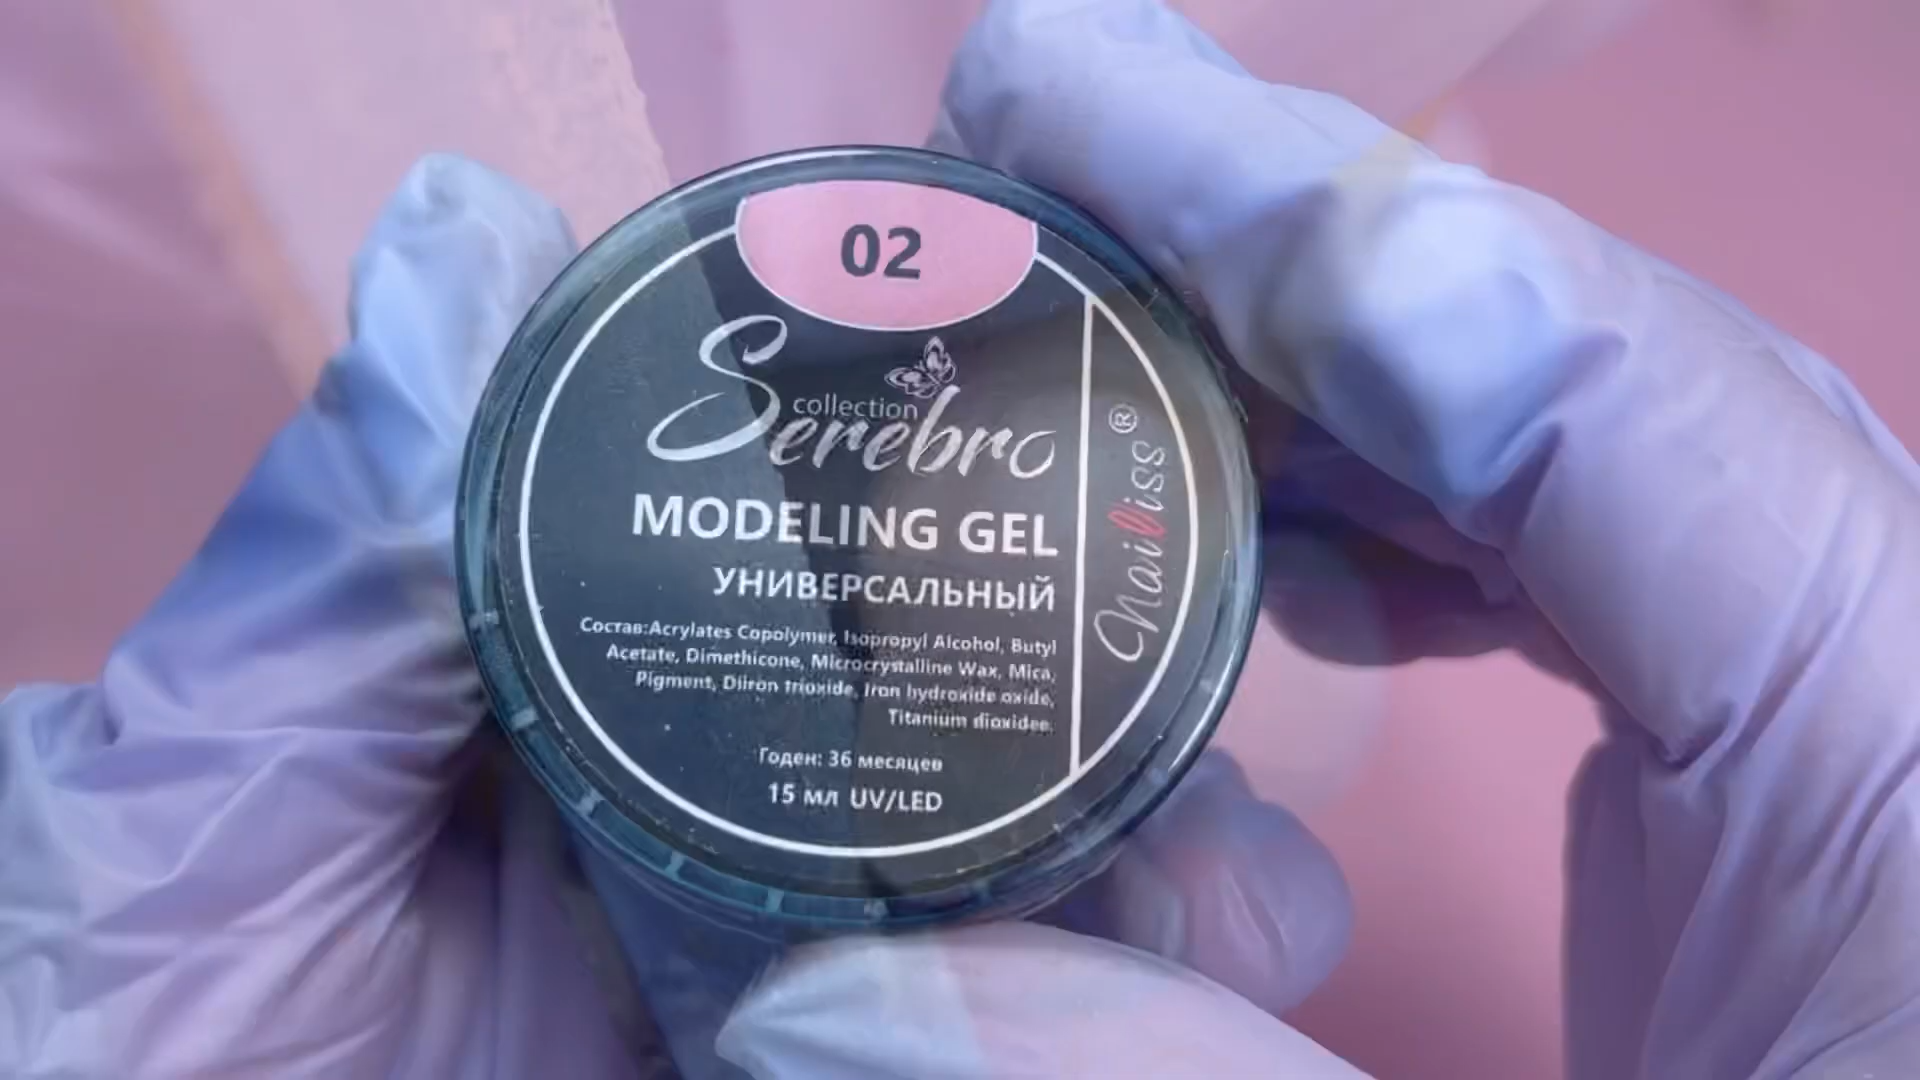 02
Serebro
collection
MODELING GEL
УНИВЕРСАЛЬНЫЙ
Состав:Acrylates Copolymer, Isopropyl Alcohol, Butyl
Acetate, Dimethicone, Microcrystalline Wax, Mica,
Pigment, Diiron trioxide, Iron hydroxide oxide,
Titanium dioxidee.
Годен: 36 месяцев
15 мл UV/LED
Nailliss®